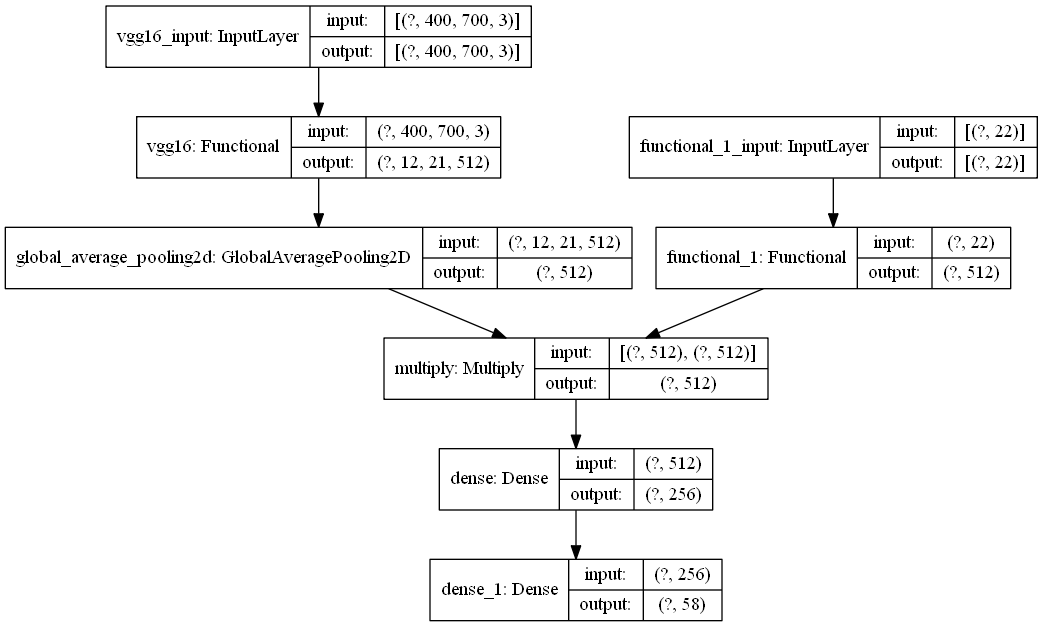 vgg16_input: InputLayer
input:
[(?, 400, 700, 3)]
output:
[(?, 400, 700, 3)]
vgg16: Functional
input:
(?, 400, 700, 3)
output:
(?, 12, 21, 512)
functional_1_input: InputLayer
input:
[(?, 22)]
output:
[(?, 22)]
global_average_pooling2d: GlobalAveragePooling2D
input:
(?, 12, 21, 512)
output:
(?, 512)
functional_1: Functional
input:
(?, 22)
output:
(?, 512)
multiply: Multiply
input:
[(?, 512), (?, 512)]
output:
(?, 512)
dense: Dense
input:
(?, 512)
output:
(?, 256)
dense_1: Dense
input:
(?, 256)
output:
(?, 58)